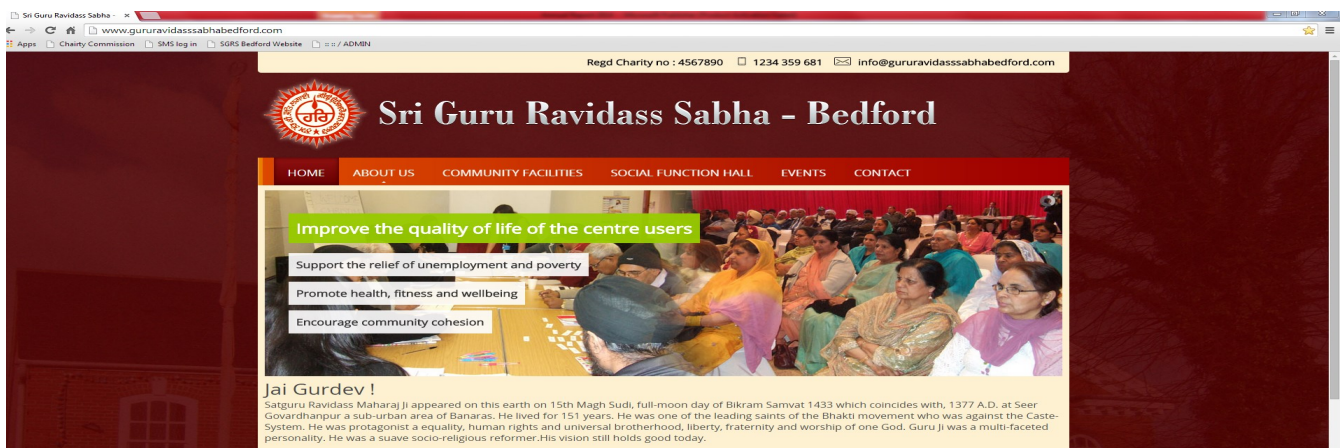 Sri Guru Ravidass Sabha -
www.gururavidasssabhabedford.com
Apps Chairty Commission SMS log in SGRS Bedford Website :: :: / ADMIN
Regd Charity no : 4567890 1234 359 681 info@gururavidasssabhabedford.com
हरि
Sri Guru Ravidass Sabha - Bedford
HOME ABOUT US COMMUNITY FACILITIES SOCIAL FUNCTION HALL EVENTS CONTACT
Improve the quality of life of the centre users
Support the relief of unemployment and poverty
Promote health, fitness and wellbeing
Encourage community cohesion
Jai Gurdev !
Satguru Ravidass Maharaj Ji appeared on this earth on 15th Magh Sudi, full-moon day of Bikram Samvat 1433 which coincides with, 1377 A.D. at Seer
Govardhanpur a sub-urban area of Banaras. He lived for 151 years. He was one of the leading saints of the Bhakti movement who was against the Caste-
System. He was protagonist a equality, human rights and universal brotherhood, liberty, fraternity and worship of one God. Guru Ji was a multi-faceted
personality. He was a suave socio-religious reformer.His vision still holds good today.